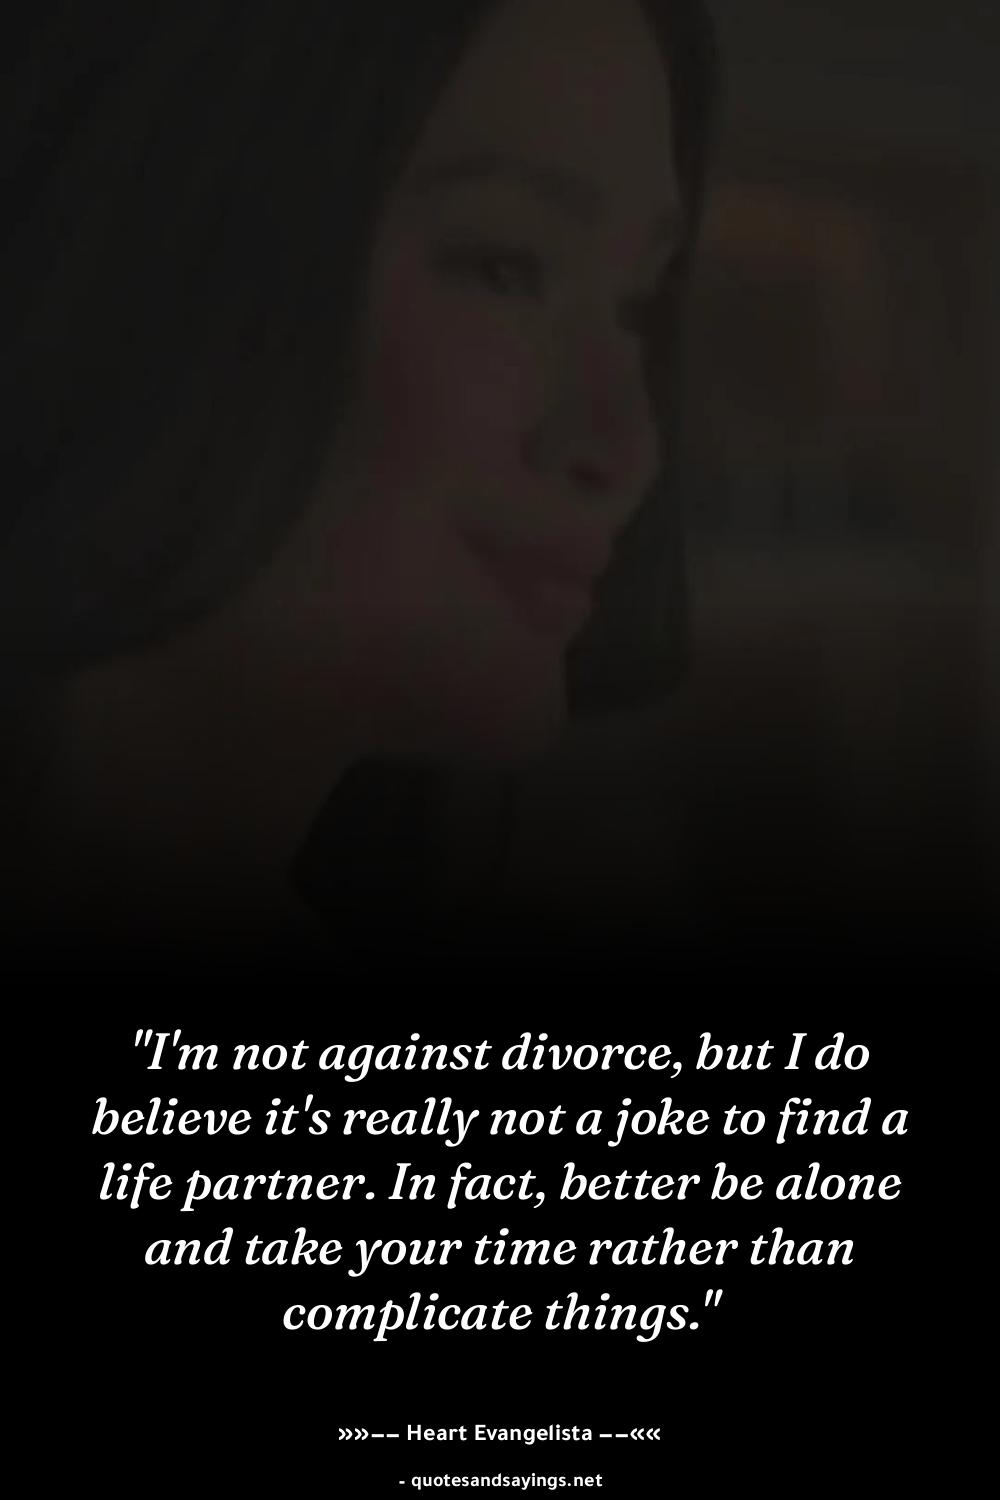 "I'm not against divorce, but I do
believe it's really not a joke to find a
life partner. In fact, better be alone
and take your time rather than
complicate things."
»»–– Heart Evangelista ––««
- quotesandsayings.net